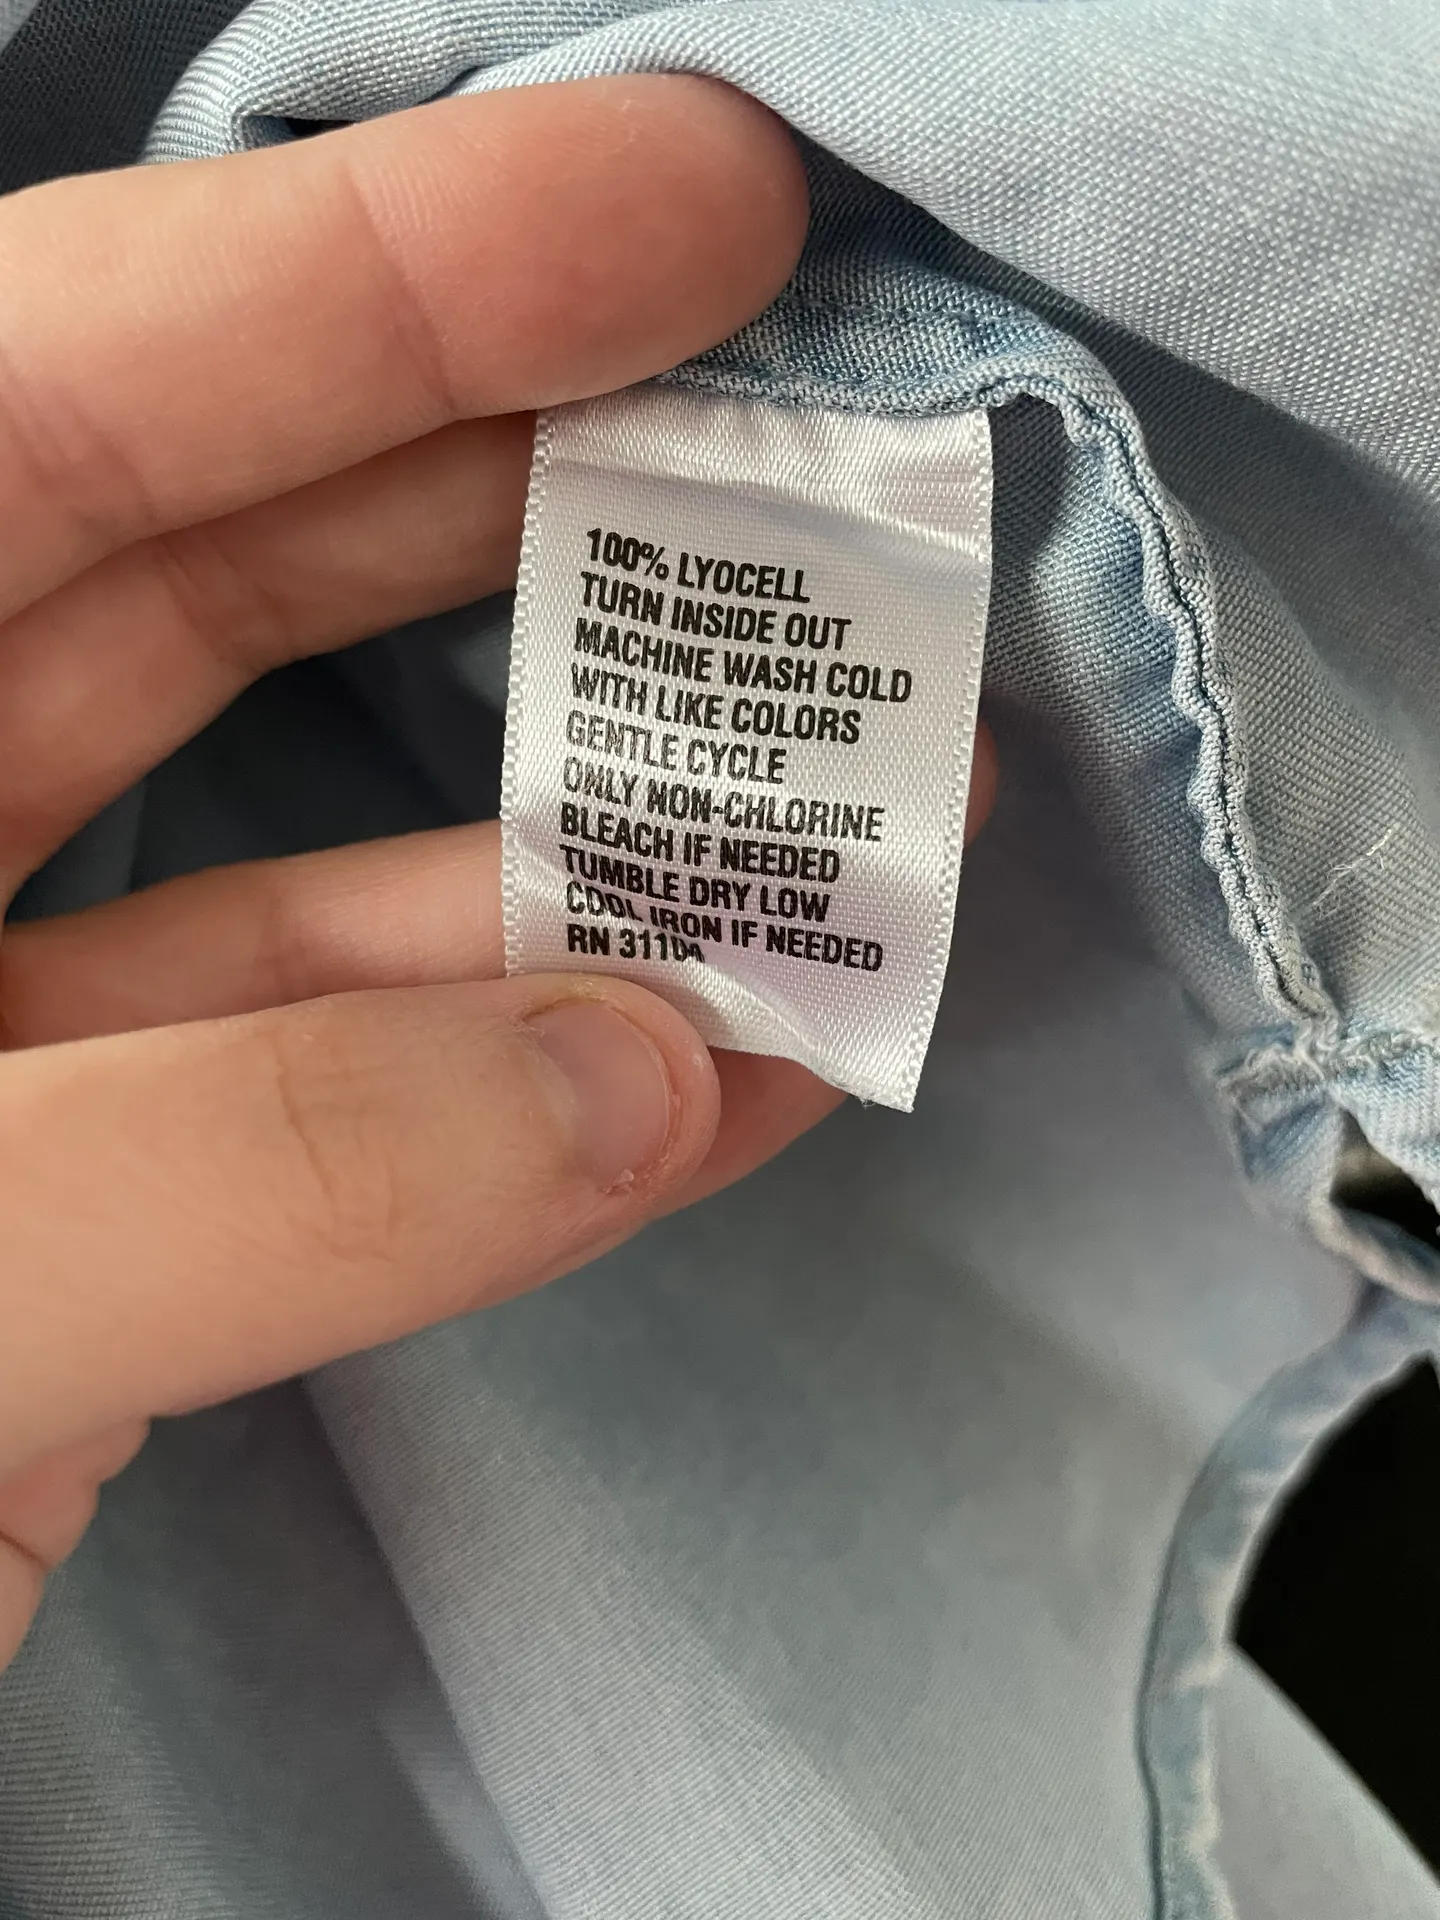 100% LYOCELL
TURN INSIDE OUT
MACHINE WASH COLD
WITH LIKE COLORS
GENTLE CYCLE
ONLY NON-CHLORINE
BLEACH IF NEEDED
TUMBLE DRY LOW
COOL IRON IF NEEDED
RN